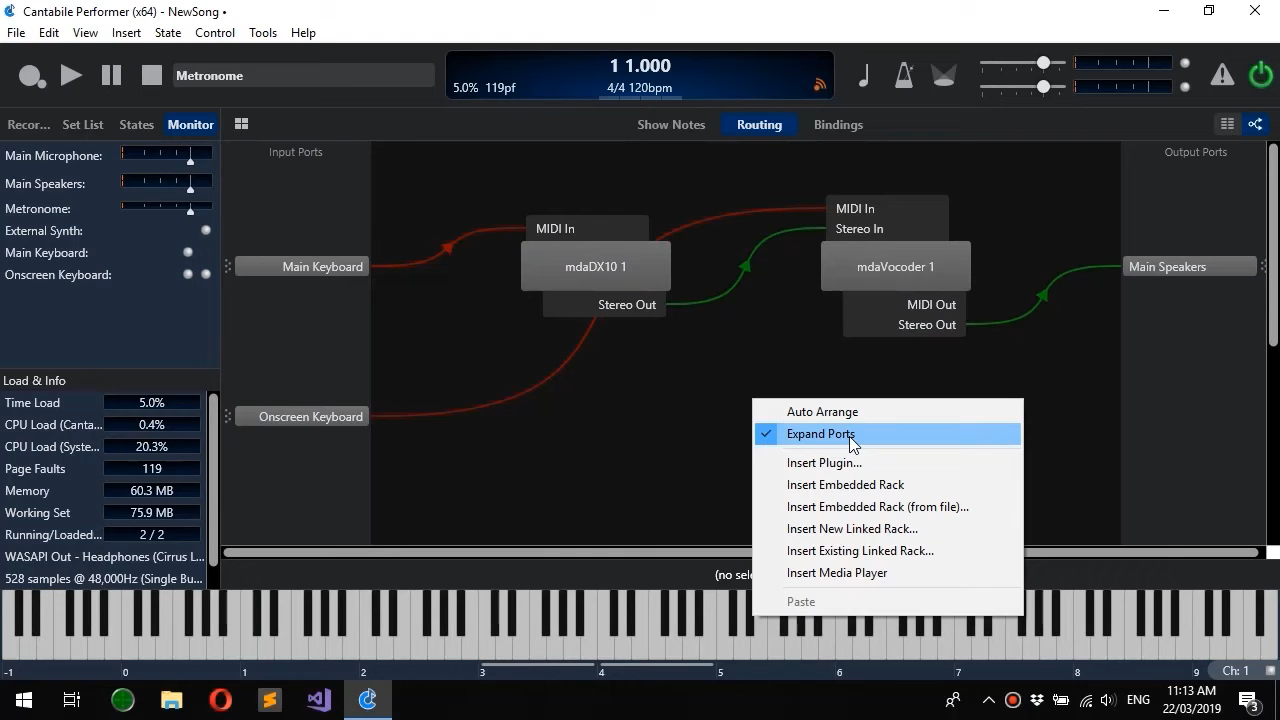 Cantabile Performer (x64) - NewSong •
File Edit View Insert State Control Tools Help
Metronome
1 1.000
5.0% 119pf 4/4 120bpm
Recor... Set List States Monitor
Show Notes Routing Bindings
Main Microphone:
Main Speakers:
Metronome:
External Synth:
Main Keyboard:
Onscreen Keyboard:
Input Ports
Output Ports
Main Keyboard
Onscreen Keyboard
MIDI In
mdaDX10 1
Stereo Out
MIDI In
Stereo In
mdaVocoder 1
MIDI Out
Stereo Out
Main Speakers
Load & Info
Time Load 5.0%
CPU Load (Canta... 0.4%
CPU Load (Syste... 20.3%
Page Faults 119
Memory 60.3 MB
Working Set 75.9 MB
Running/Loaded... 2 / 2
WASAPI Out - Headphones (Cirrus L...
528 samples @ 48,000Hz (Single Bu...
Auto Arrange
Expand Ports
Insert Plugin...
Insert Embedded Rack
Insert Embedded Rack (from file)...
Insert New Linked Rack...
Insert Existing Linked Rack...
Insert Media Player
Paste
-1 0 1 2 3 4 5 6 7 8 9 Ch: 1
ENG
11:13 AM
22/03/2019
3